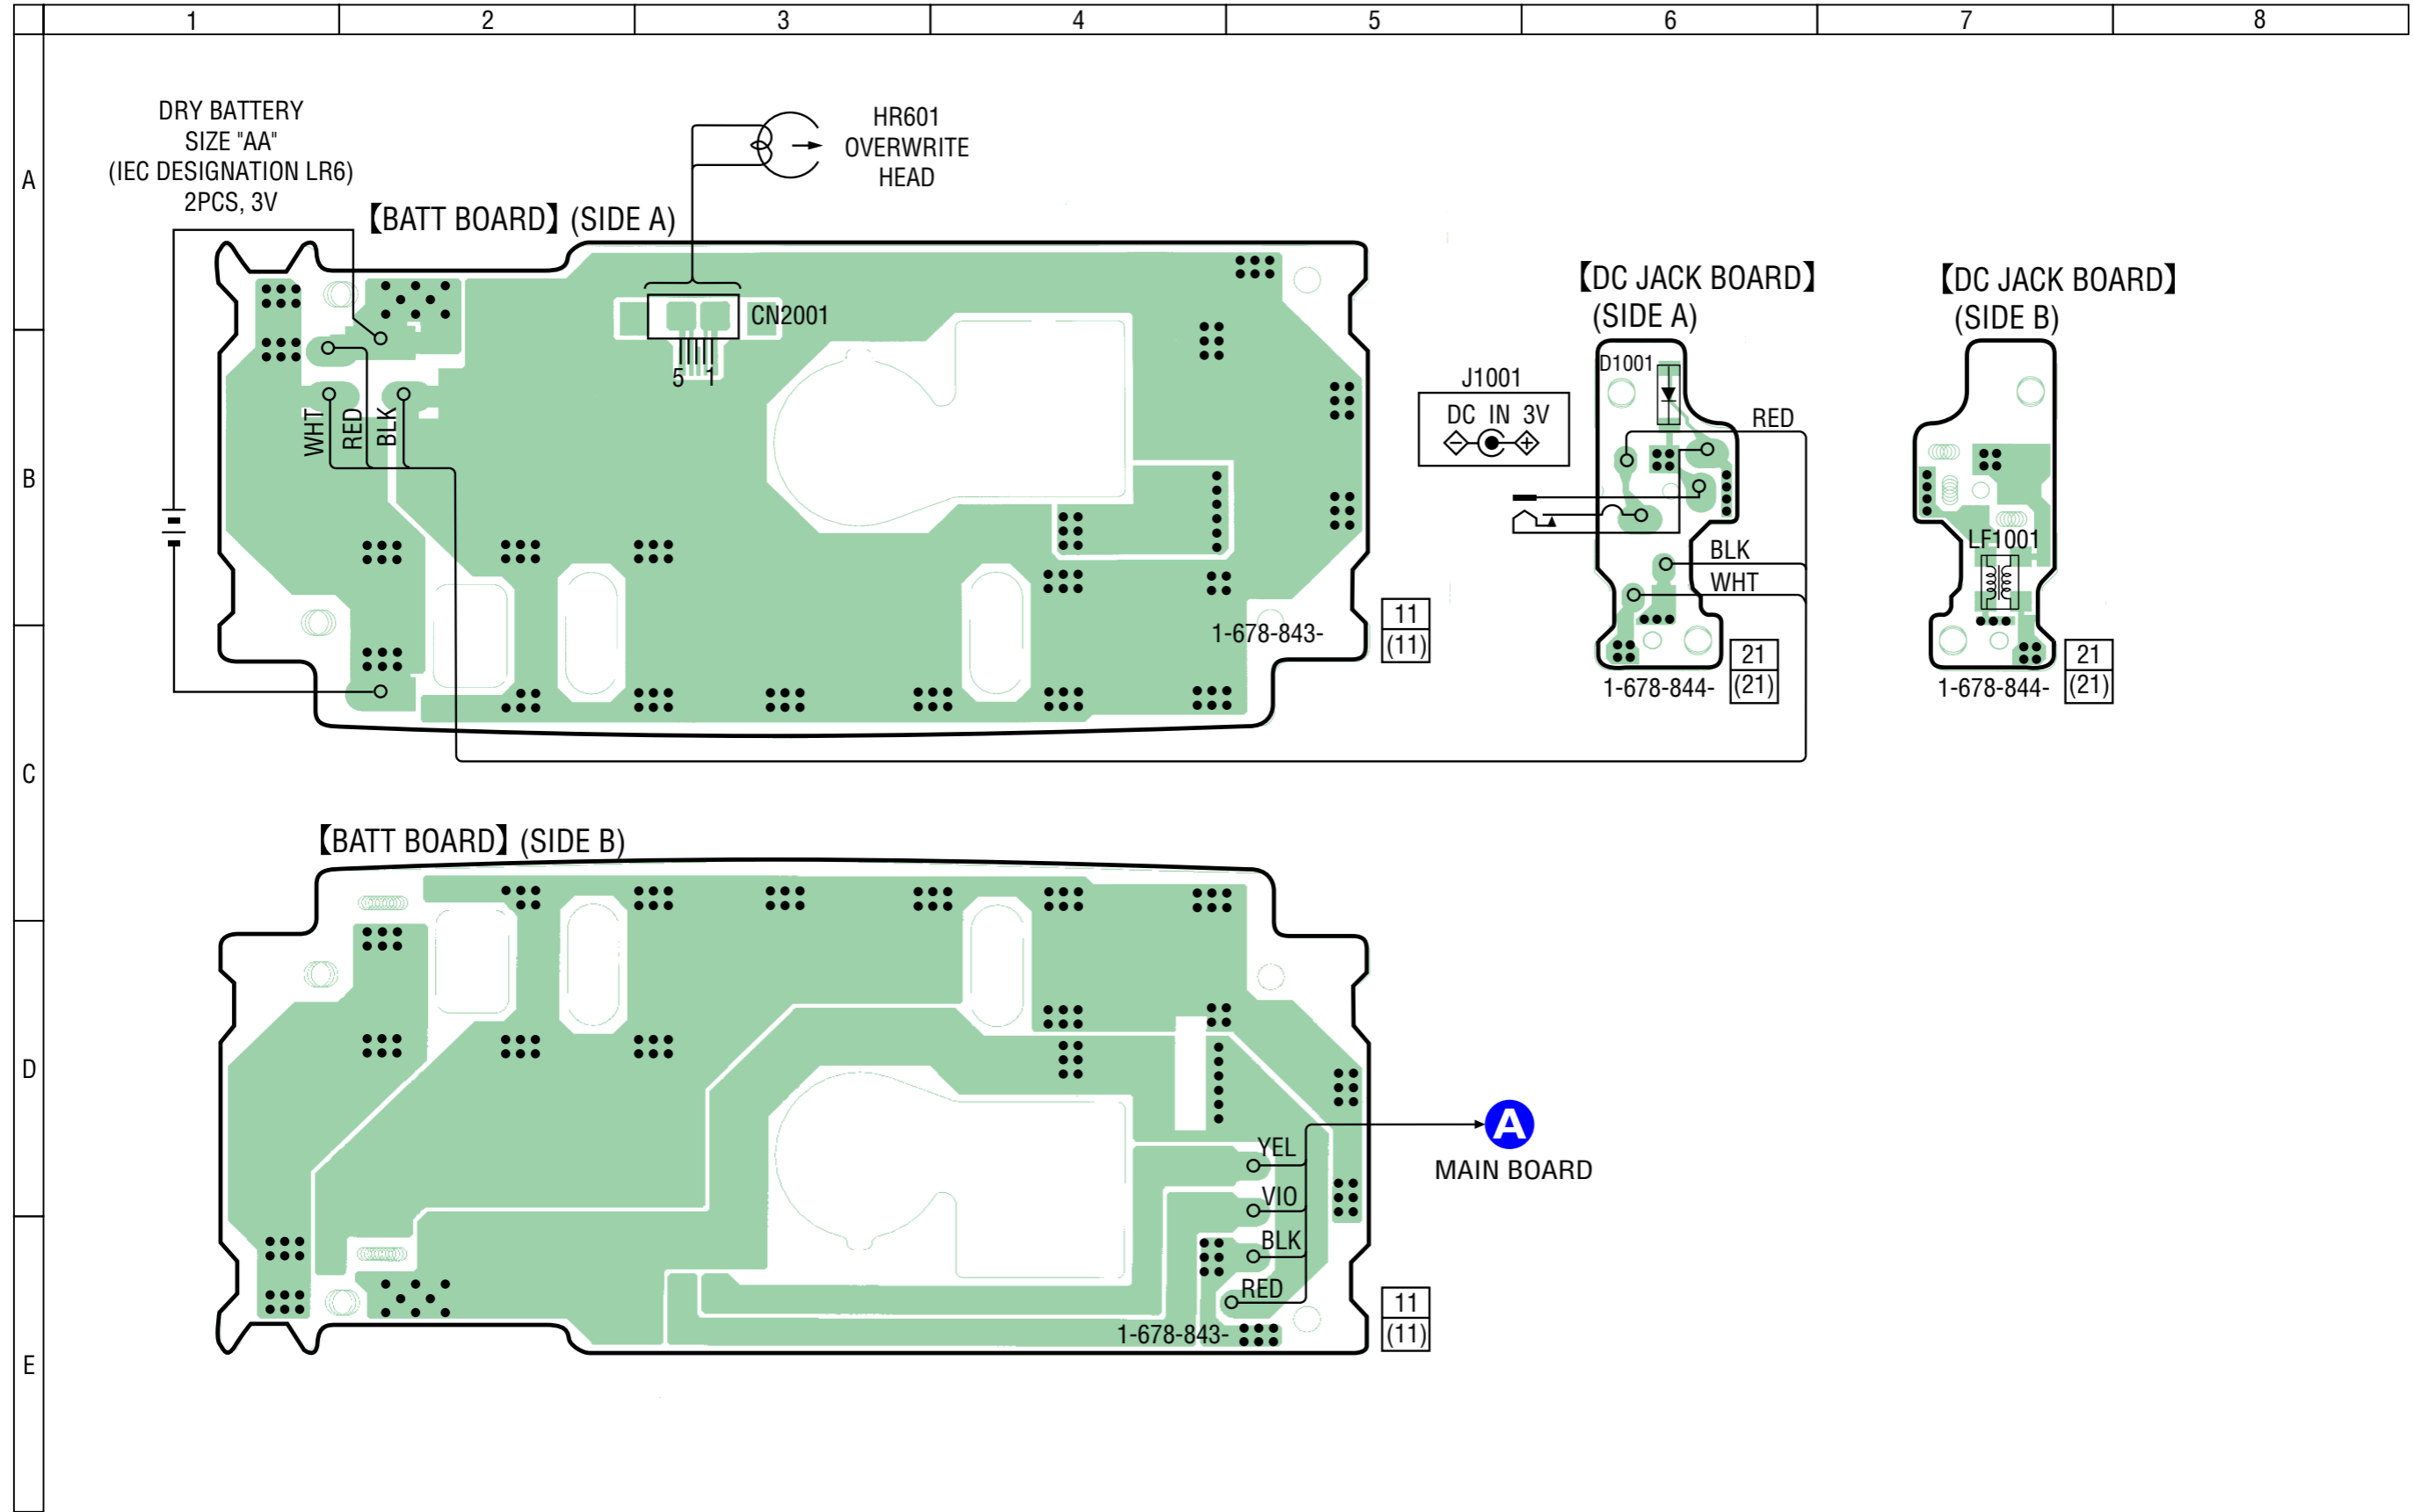 1 2 3 4 5 6 7 8
A
B
C
D
E
DRY BATTERY
SIZE "AA"
(IEC DESIGNATION LR6)
2PCS, 3V
HR601
OVERWRITE
HEAD
【BATT BOARD】 (SIDE A)
CN2001
5 1
WHT
RED
BLK
1-678-843-
11
(11)
J1001
DC IN 3V
【DC JACK BOARD】
(SIDE A)
D1001
RED
BLK
WHT
1-678-844-
21
(21)
【DC JACK BOARD】
(SIDE B)
LF1001
1-678-844-
21
(21)
【BATT BOARD】 (SIDE B)
YEL
VIO
BLK
RED
A
MAIN BOARD
1-678-843-
11
(11)